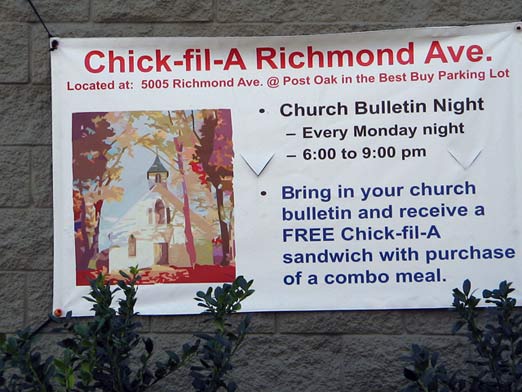 Chick-fil-A Richmond Ave.
Located at: 5005 Richmond Ave. @ Post Oak in the Best Buy Parking Lot
• Church Bulletin Night
– Every Monday night
– 6:00 to 9:00 pm
• Bring in your church
bulletin and receive a
FREE Chick-fil-A
sandwich with purchase
of a combo meal.